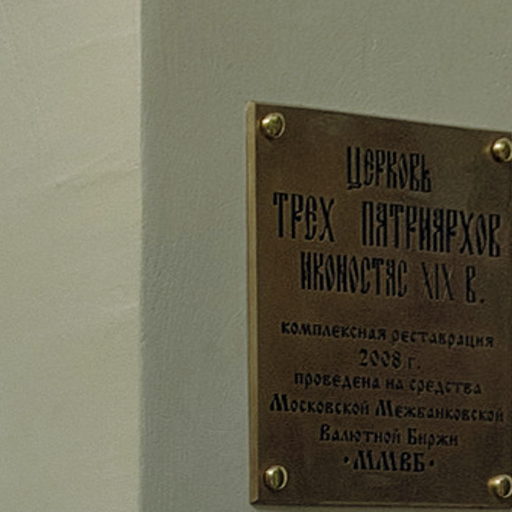 ЦЕРКОВЬ
ТРЕХ ПАТРИАРХОВ
ИКОНОСТАС XIX В.
комплексная реставрация
2008 г.
проведена на средства
Московской Межбанковской
Валютной Биржи
·ММВБ·